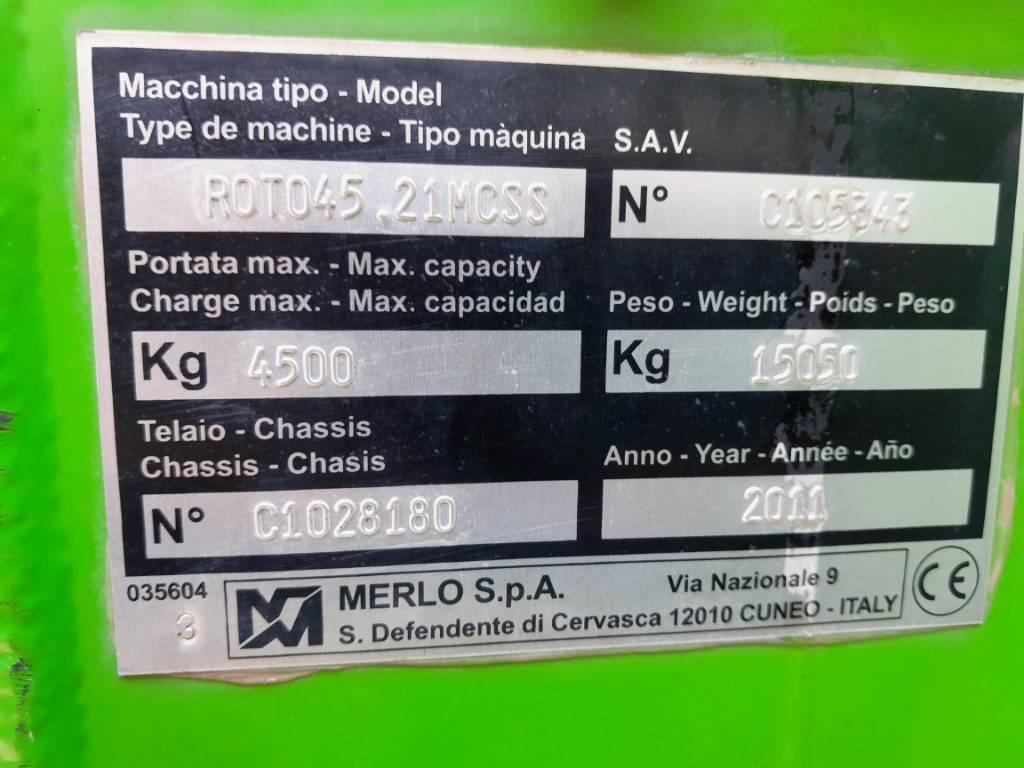 Macchina tipo - Model
Type de machine - Tipo màquina
ROTO45.21MCSS
S.A.V.
N° C105343
Portata max. - Max. capacity
Charge max. - Max. capacidad
Kg 4500
Peso - Weight - Poids - Peso
Kg 15050
Telaio - Chassis
Chassis - Chasis
N° C1028180
Anno - Year - Année - Año
2011
035604
3
MERLO S.p.A.
Via Nazionale 9
S. Defendente di Cervasca 12010 CUNEO - ITALY
CE